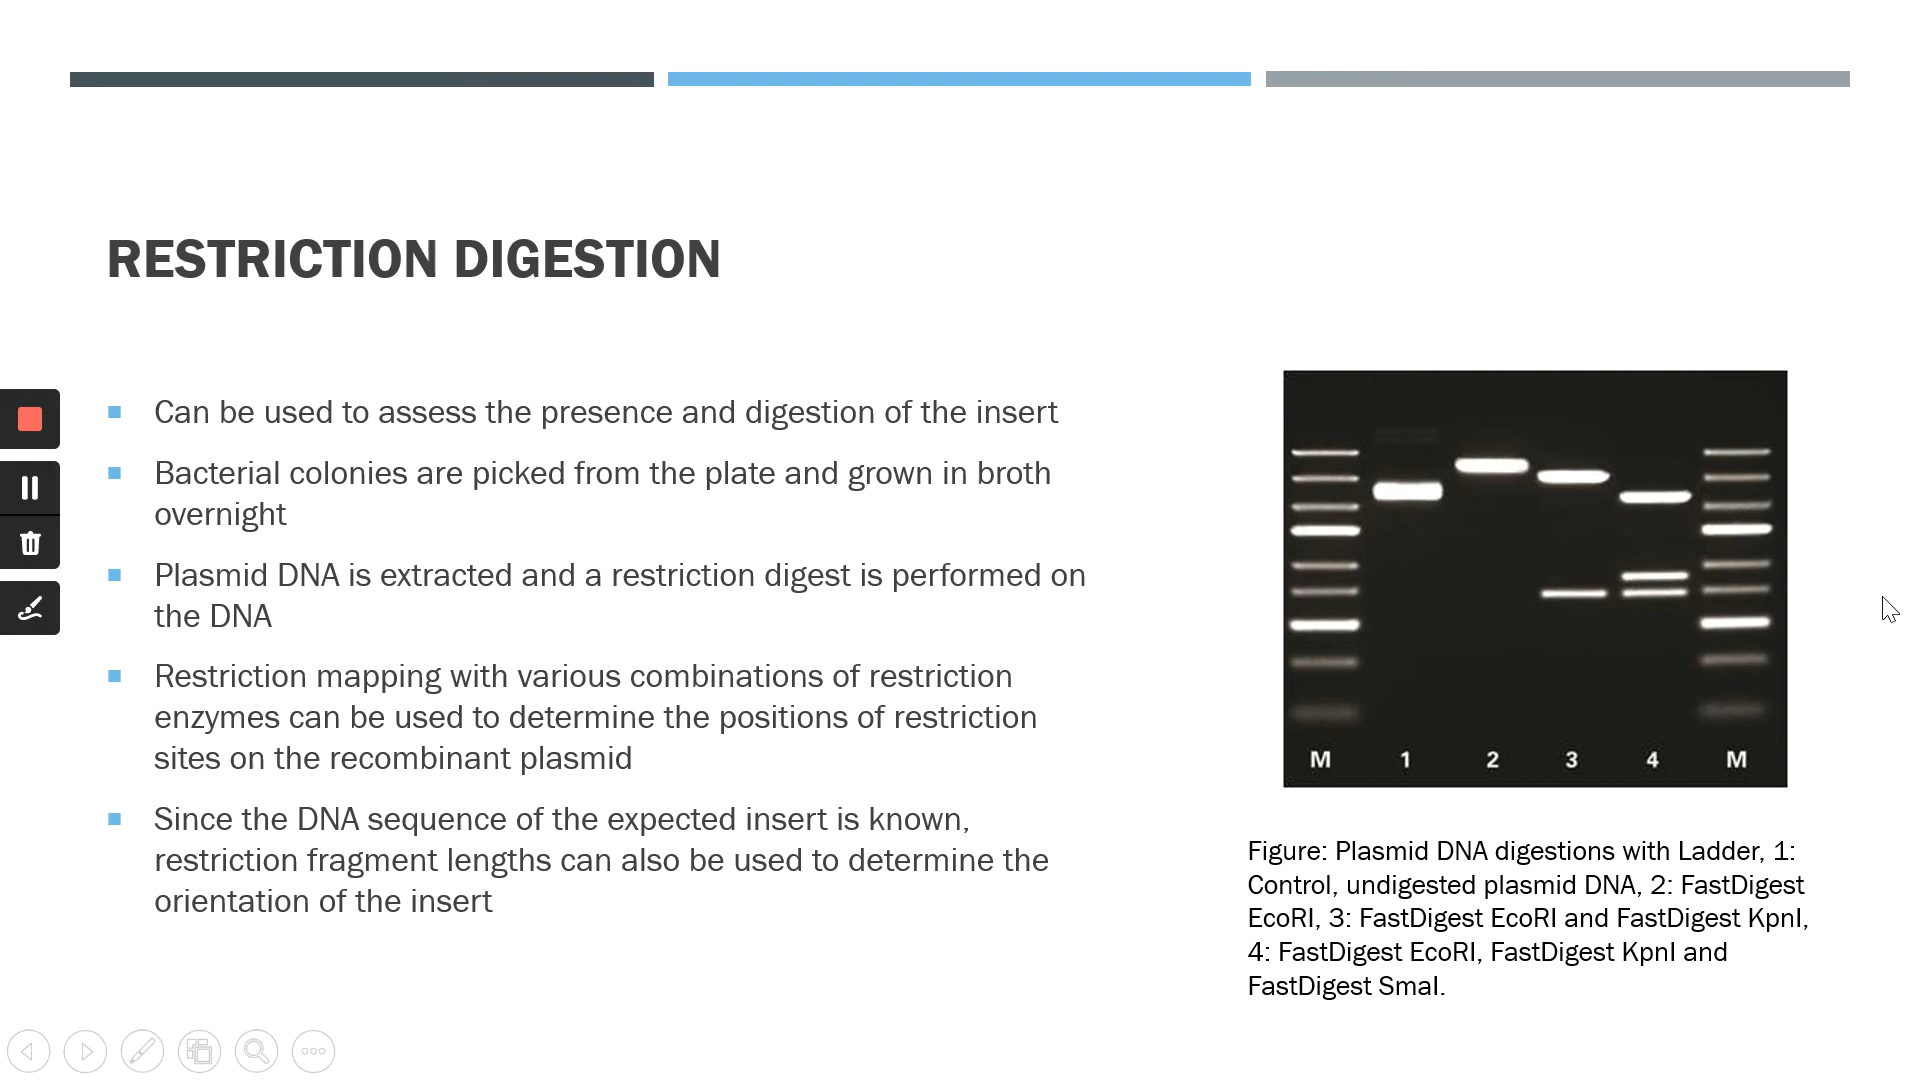 RESTRICTION DIGESTION
Can be used to assess the presence and digestion of the insert
Bacterial colonies are picked from the plate and grown in broth
overnight
Plasmid DNA is extracted and a restriction digest is performed on
the DNA
Restriction mapping with various combinations of restriction
enzymes can be used to determine the positions of restriction
sites on the recombinant plasmid
Since the DNA sequence of the expected insert is known,
restriction fragment lengths can also be used to determine the
orientation of the insert
M 1 2 3 4 M
Figure: Plasmid DNA digestions with Ladder, 1:
Control, undigested plasmid DNA, 2: FastDigest
EcoRI, 3: FastDigest EcoRI and FastDigest KpnI,
4: FastDigest EcoRI, FastDigest KpnI and
FastDigest SmaI.